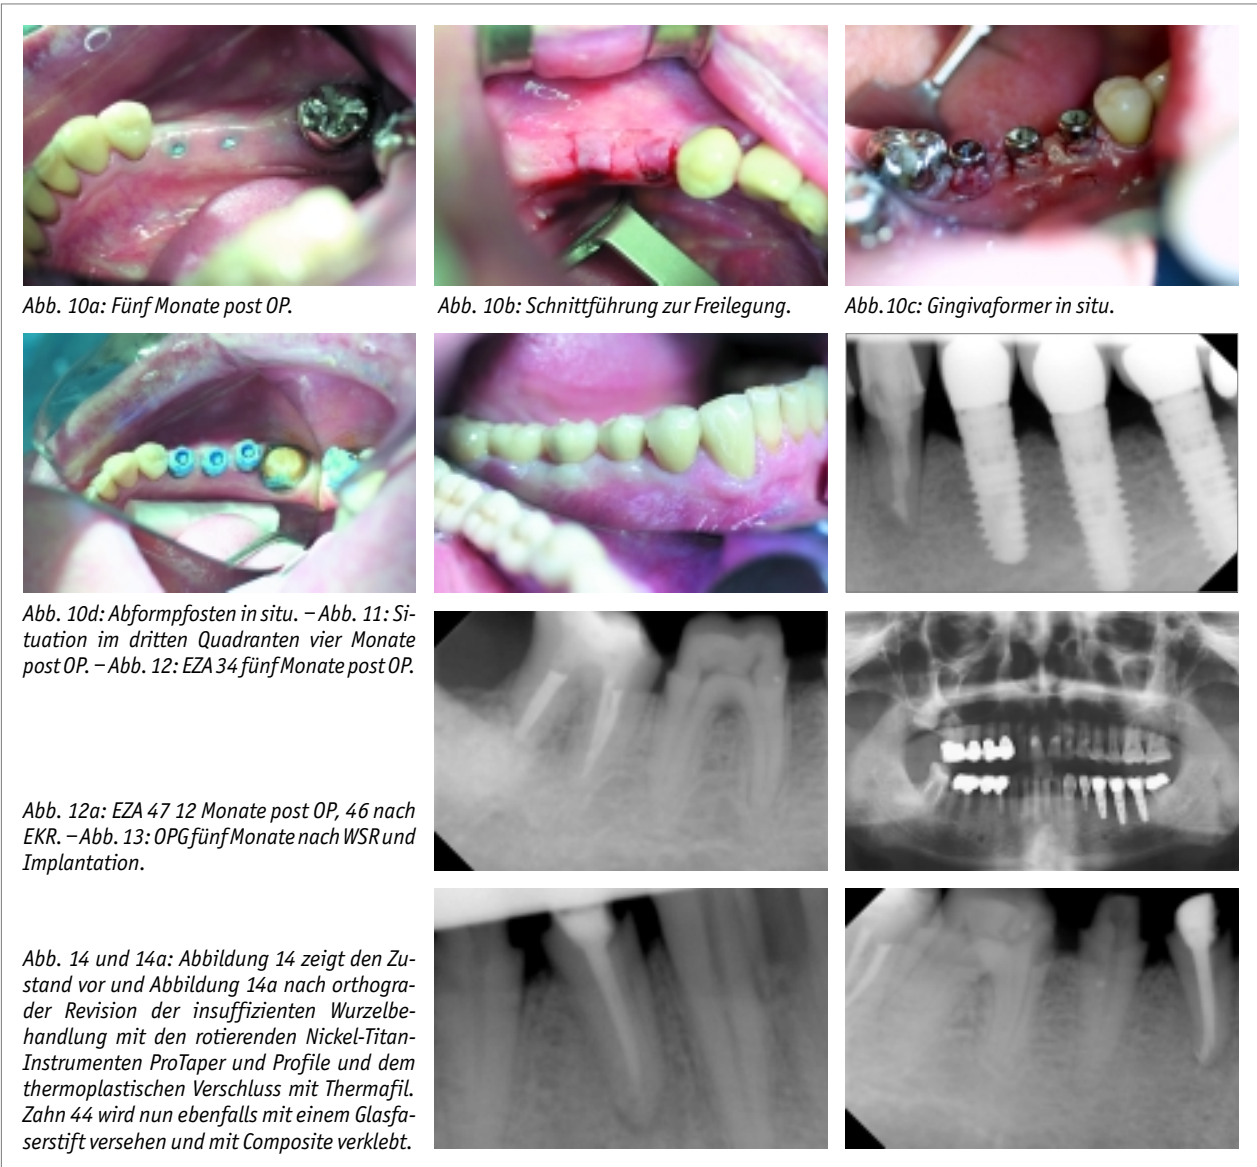 Abb. 10a: Fünf Monate post OP.
Abb. 10b: Schnittführung zur Freilegung.
Abb.10c: Gingivaformer in situ.
Abb. 10d: Abformpfosten in situ. – Abb. 11: Si-
tuation im dritten Quadranten vier Monate
post OP. – Abb. 12: EZA 34 fünf Monate post OP.
Abb. 12a: EZA 47 12 Monate post OP, 46 nach
EKR. – Abb. 13: OPG fünf Monate nach WSR und
Implantation.
Abb. 14 und 14a: Abbildung 14 zeigt den Zu-
stand vor und Abbildung 14a nach orthogra-
der Revision der insuffizienten Wurzelbe-
handlung mit den rotierenden Nickel-Titan-
Instrumenten ProTaper und Profile und dem
thermoplastischen Verschluss mit Thermafil.
Zahn 44 wird nun ebenfalls mit einem Glasfa-
serstift versehen und mit Composite verklebt.